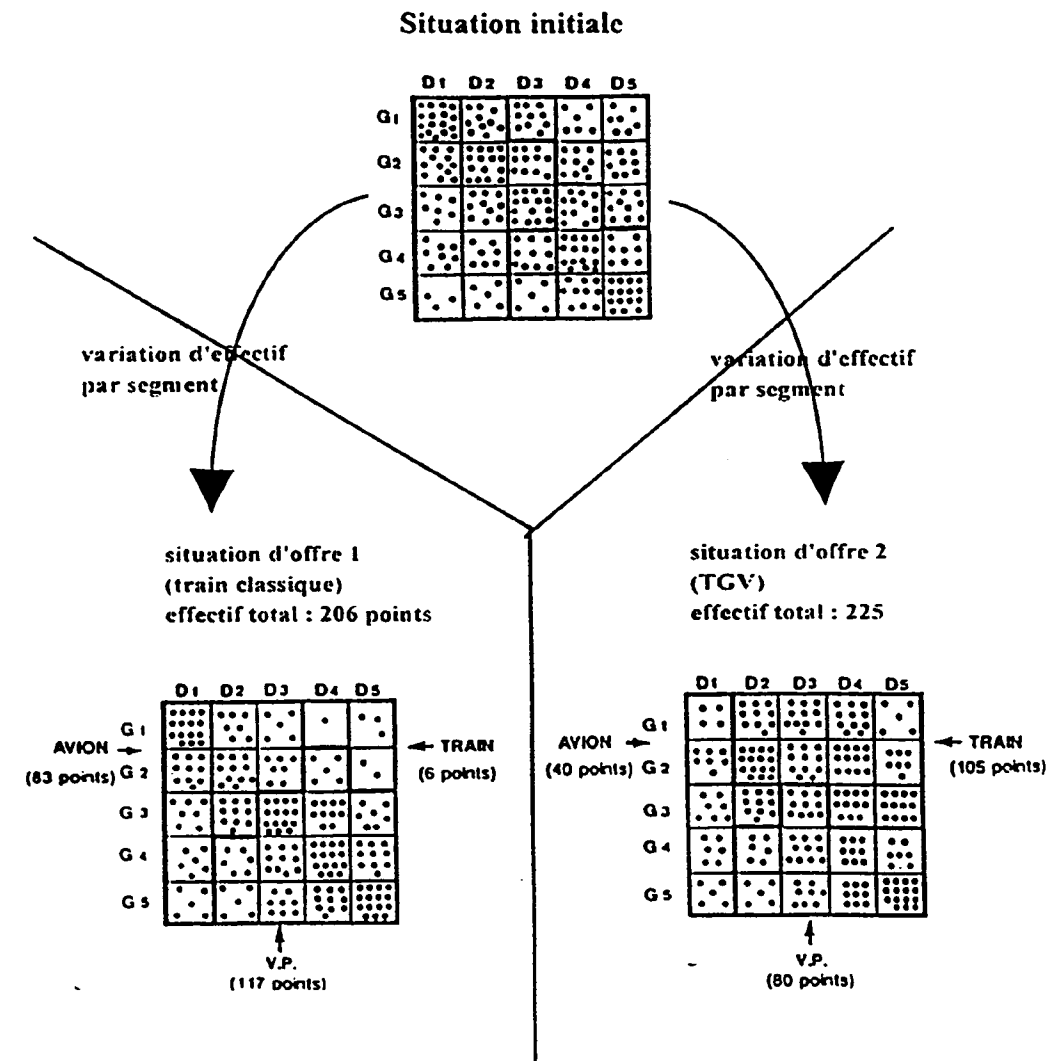 Situation initiale
D1 D2 D3 D4 D5
G1
G2
G3
G4
G5
variation d'effectif
par segment
variation d'effectif
par segment
situation d'offre 1
(train classique)
effectif total : 206 points
situation d'offre 2
(TGV)
effectif total : 225
D1 D2 D3 D4 D5
G1
G2
G3
G4
G5
AVION
(83 points)
TRAIN
(6 points)
V.P.
(117 points)
D1 D2 D3 D4 D5
G1
G2
G3
G4
G5
AVION
(40 points)
TRAIN
(105 points)
V.P.
(80 points)